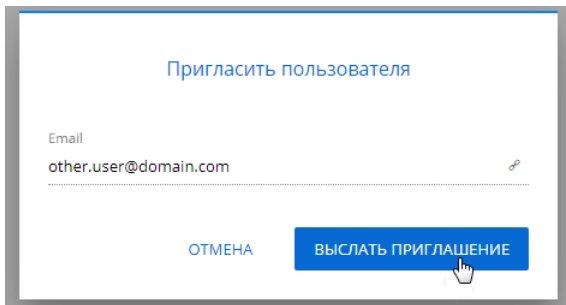 Пригласить пользователя
Email
other.user@domain.com
ОТМЕНА
ВЫСЛАТЬ ПРИГЛАШЕНИЕ